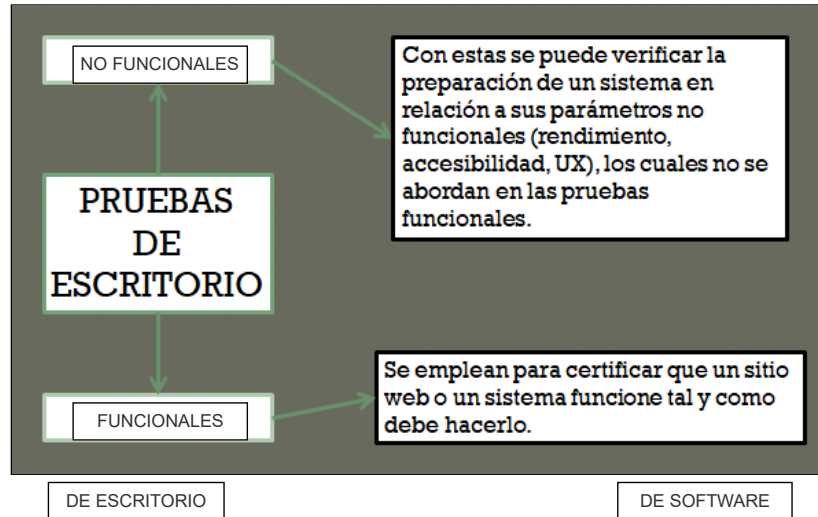 NO FUNCIONALES
Con estas se puede verificar la
preparación de un sistema en
relación a sus parámetros no
funcionales (rendimiento,
accesibilidad, UX), los cuales no se
abordan en las pruebas
funcionales.
PRUEBAS
DE
ESCRITORIO
Se emplean para certificar que un sitio
web o un sistema funcione tal y como
debe hacerlo.
FUNCIONALES
DE ESCRITORIO
DE SOFTWARE